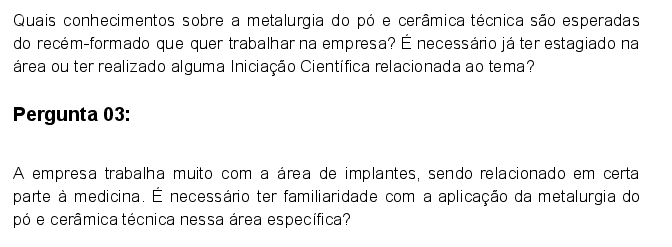 Quais conhecimentos sobre a metalurgia do pó e cerâmica técnica são esperadas
do recém-formado que quer trabalhar na empresa? É necessário já ter estagiado na
área ou ter realizado alguma Iniciação Científica relacionada ao tema?
Pergunta 03:
A empresa trabalha muito com a área de implantes, sendo relacionado em certa
parte à medicina. É necessário ter familiaridade com a aplicação da metalurgia do
pó e cerâmica técnica nessa área específica?